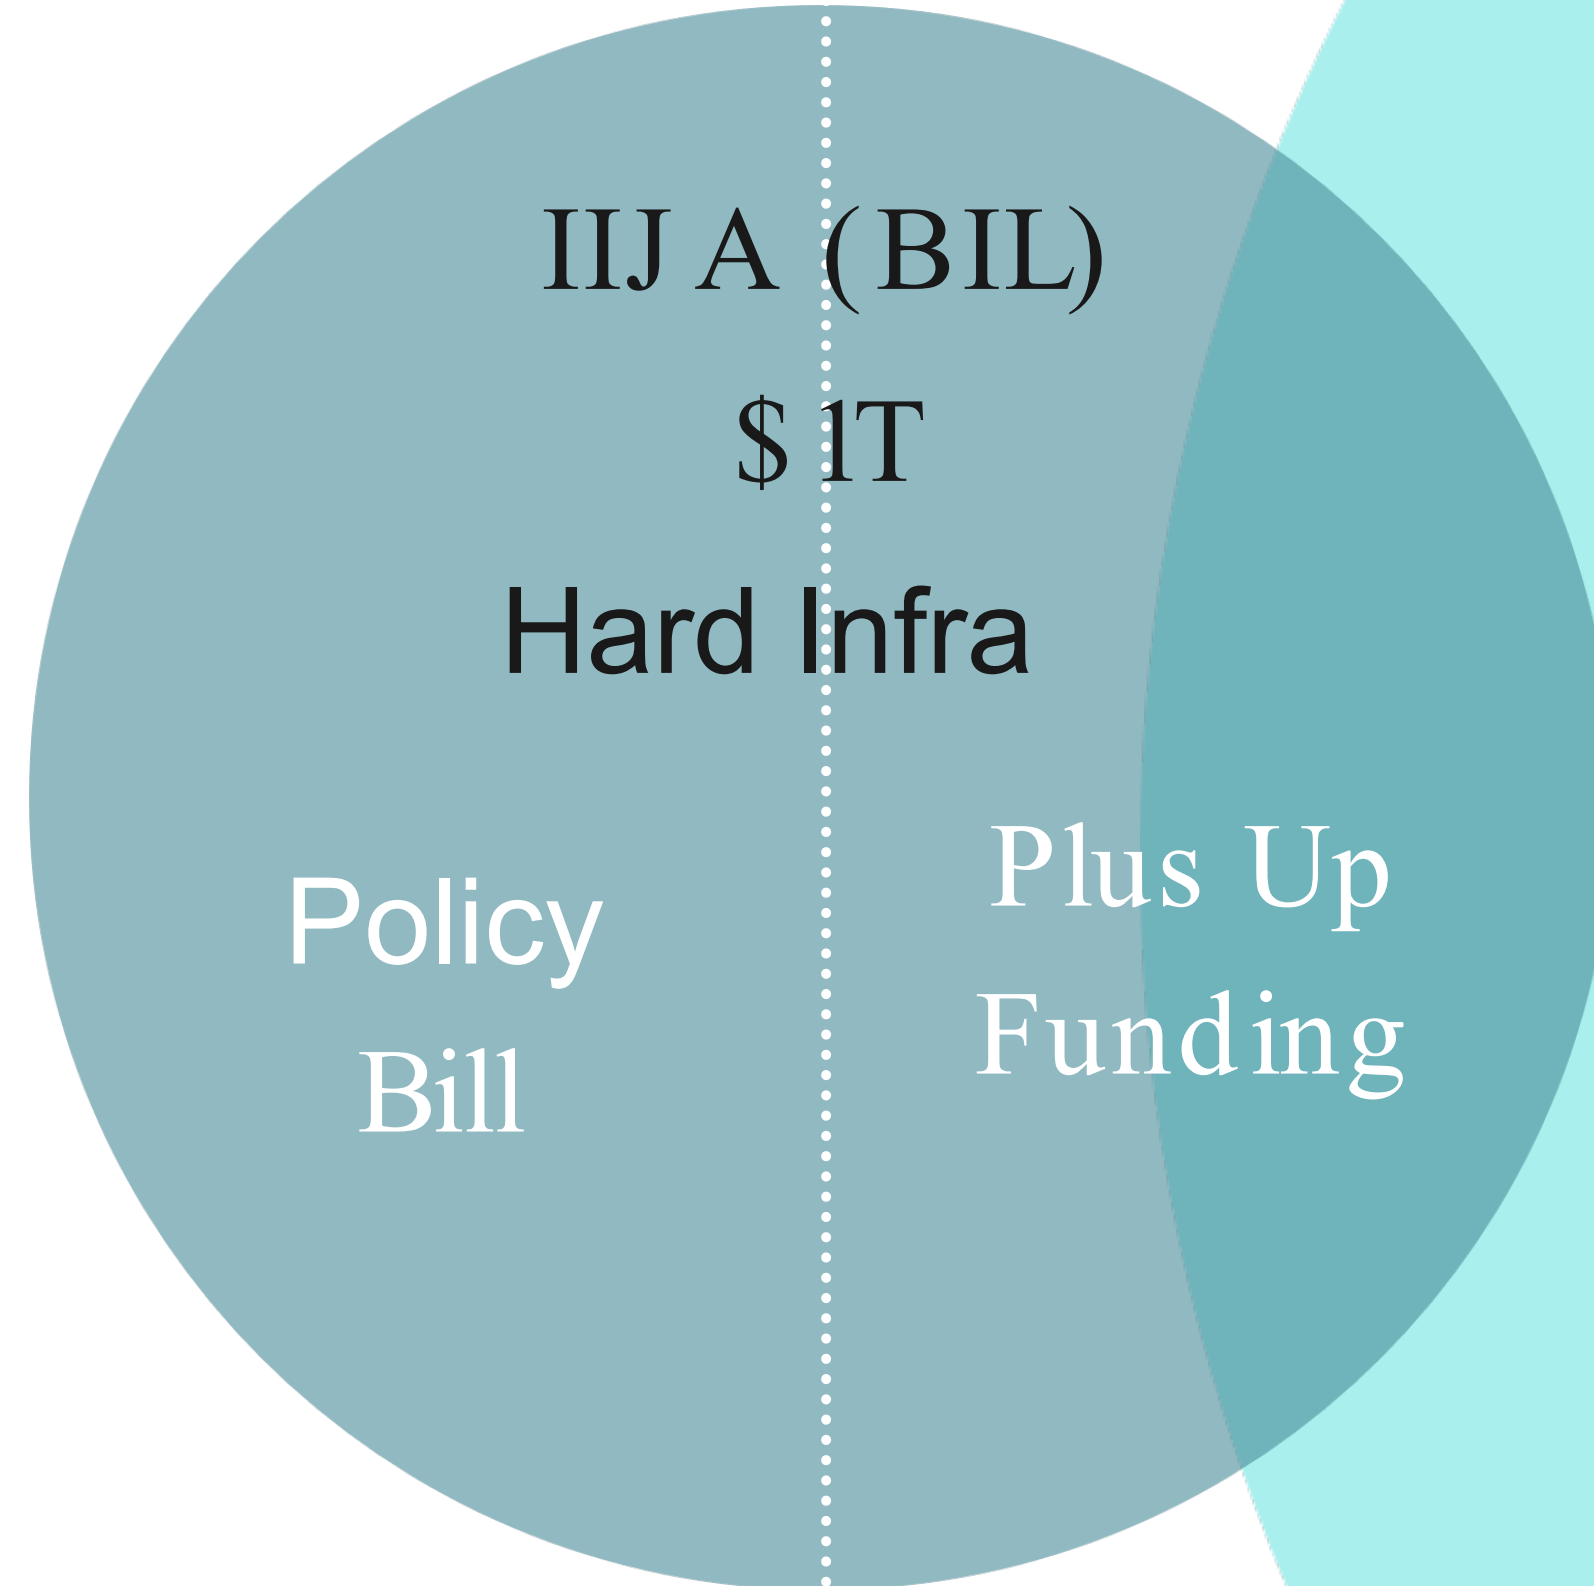 IIJA (BIL)
$1T
Hard Infra
Policy
Bill
Plus Up
Funding